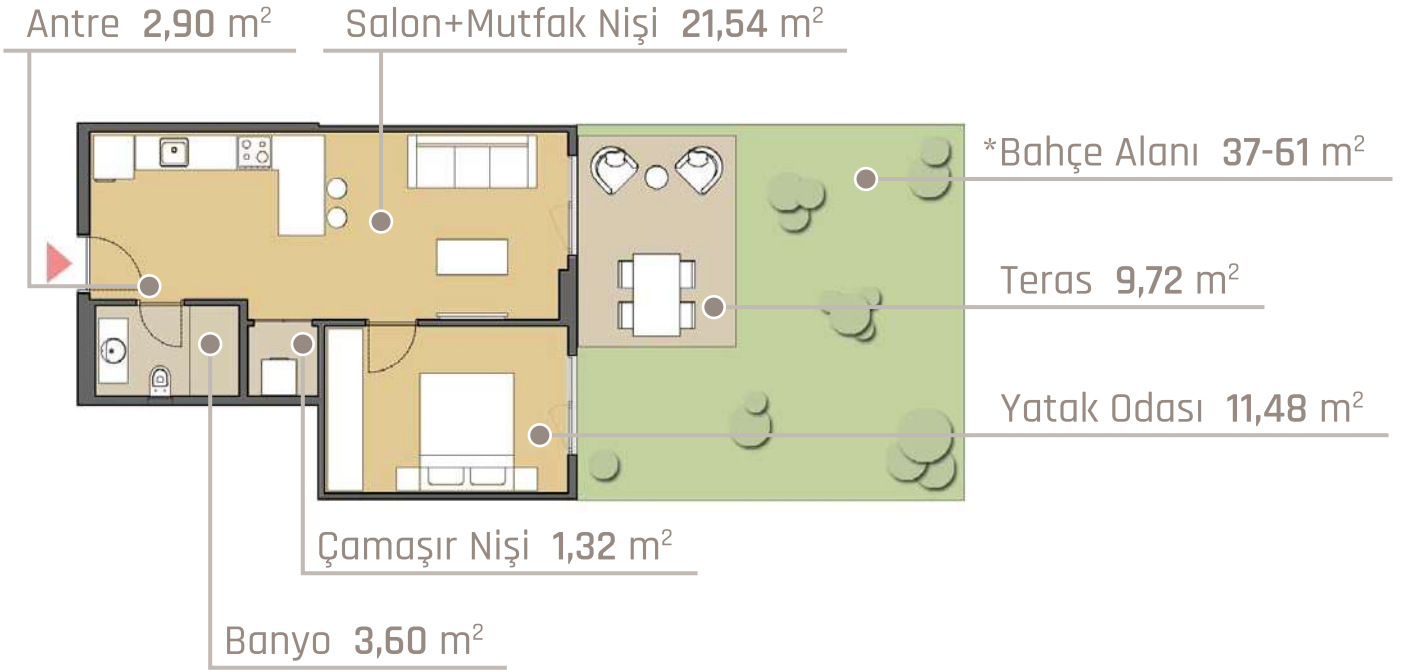 Antre 2,90 m²
Salon+Mutfak Nişi 21,54 m²
*Bahçe Alanı 37-61 m²
Teras 9,72 m²
Yatak Odası 11,48 m²
Çamaşır Nişi 1,32 m²
Banyo 3,60 m²